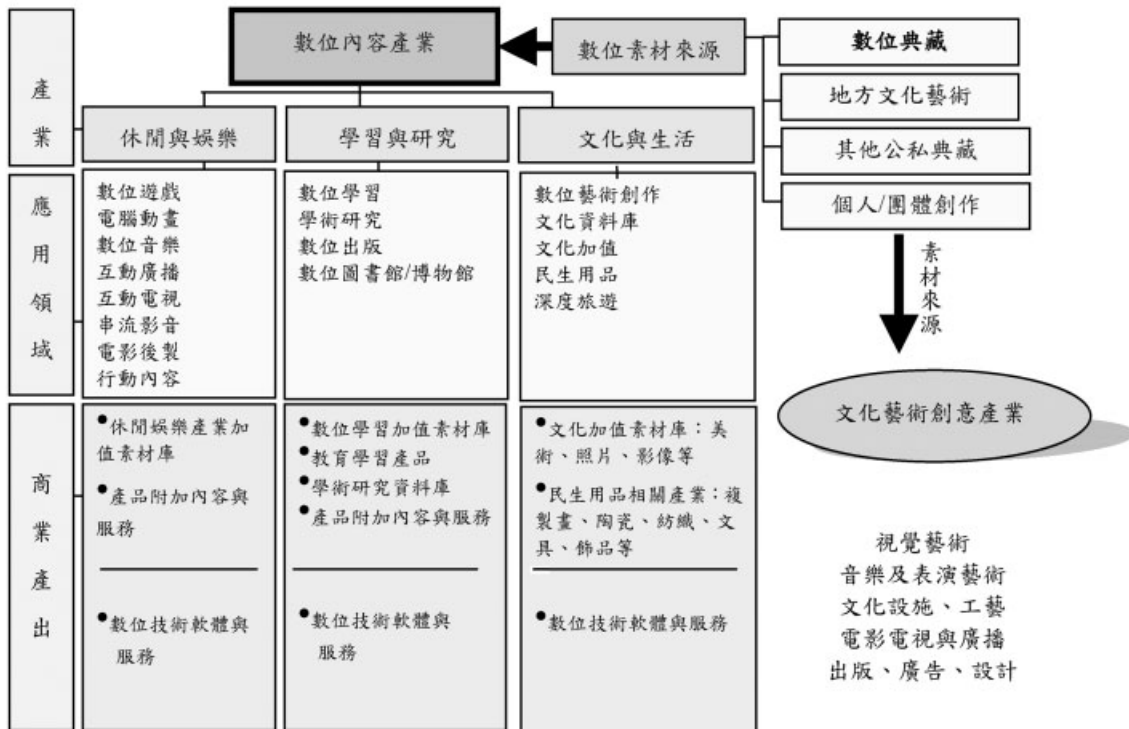 數位內容產業
數位素材來源
數位典藏
地方文化藝術
其他公私典藏
個人/團體創作
產業
休閒與娛樂
學習與研究
文化與生活
應用領域
數位遊戲
電腦動畫
數位音樂
互動廣播
互動電視
串流影音
電影後製
行動內容
數位學習
學術研究
數位出版
數位圖書館/博物館
數位藝術創作
文化資料庫
文化加值
民生用品
深度旅遊
素材來源
文化藝術創意產業
商業產出
●休閒娛樂產業加
值素材庫
●產品附加內容與
服務
●數位技術軟體與
服務
●數位學習加值素材庫
●教育學習產品
●學術研究資料庫
●產品附加內容與服務
●數位技術軟體與
服務
●文化加值素材庫：美
術、照片、影像等
●民生用品相關產業：複
製畫、陶瓷、紡織、文
具、飾品等
●數位技術軟體與服務
視覺藝術
音樂及表演藝術
文化設施、工藝
電影電視與廣播
出版、廣告、設計